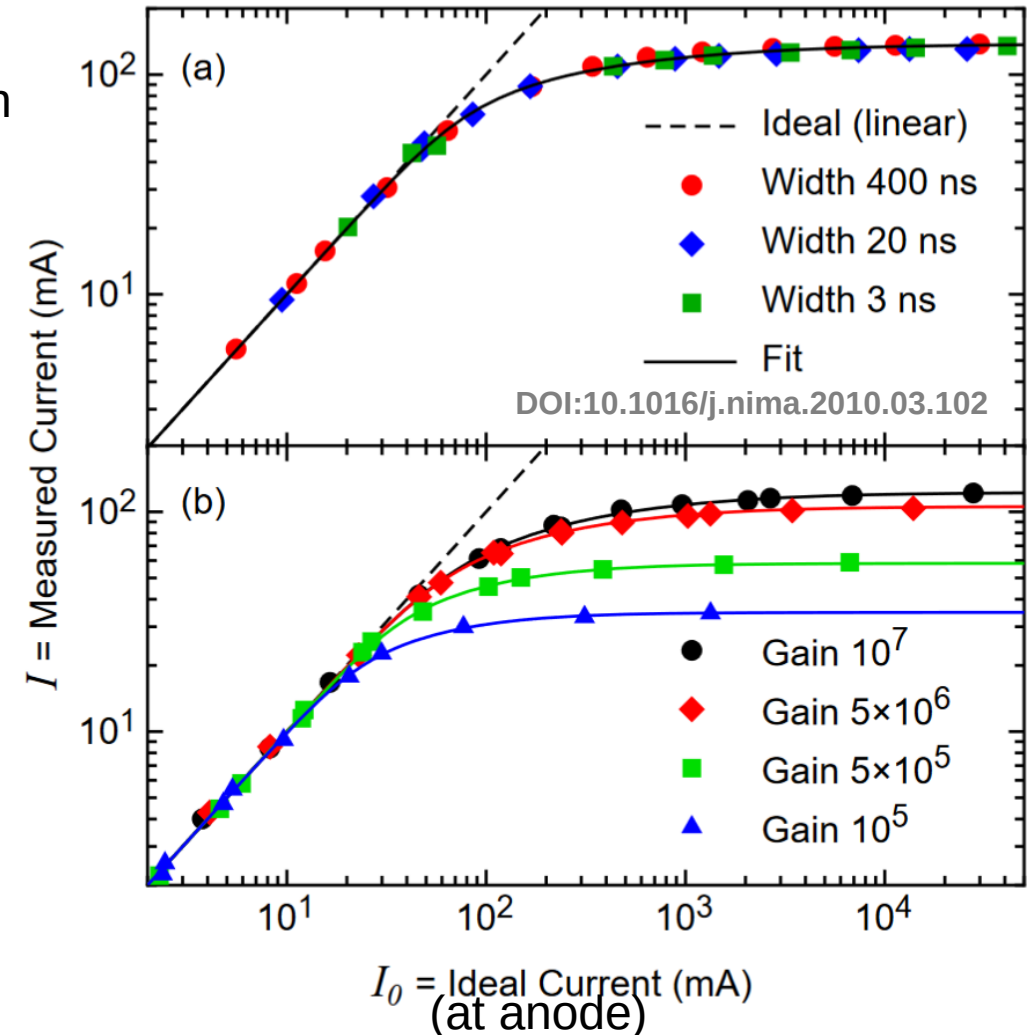 n
(a)
10²
10¹
Ideal (linear)
Width 400 ns
Width 20 ns
Width 3 ns
Fit
DOI:10.1016/j.nima.2010.03.102
I = Measured Current (mA)
(b)
10²
10¹
Gain 10⁷
Gain 5×10⁶
Gain 5×10⁵
Gain 10⁵
10¹ 10² 10³ 10⁴
I₀ = Ideal Current (mA)
(at anode)